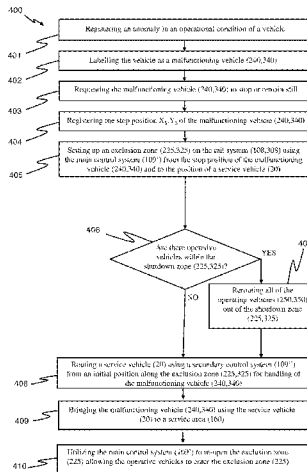 400
Registering an anomaly in an operational condition of a vehicle
401
Labelling the vehicle as a malfunctioning vehicle (240,340)
402
Requesting the malfunctioning vehicle (240,340) to stop or remain still
403
Registering the stop position of the malfunctioning vehicle (240,340)
404
Setting up an exclusion zone (225,325) on the rail system (108,308) using
the main control system (109') from the stop position of the malfunctioning
vehicle (240,340) and to the position of a service vehicle (20)
405
406
Are there operative
vehicles within the
shutdown zone
(225,325)?
YES
NO
Rerouting all of the
operating vehicles (250,350)
out of the shutdown zone
(225,325)
Routing a service vehicle (20) using a secondary control system (109'')
from an initial position along the exclusion zone (225,325) for handling of
the malfunctioning vehicle (240,340)
408
Bringing the malfunctioning vehicle (240,340) using the service vehicle
(20) to a service area (160)
409
Utilizing the main control system (109') to re-open the exclusion zone
(225) allowing the operative vehicles to enter the exclusion zone (225)
410